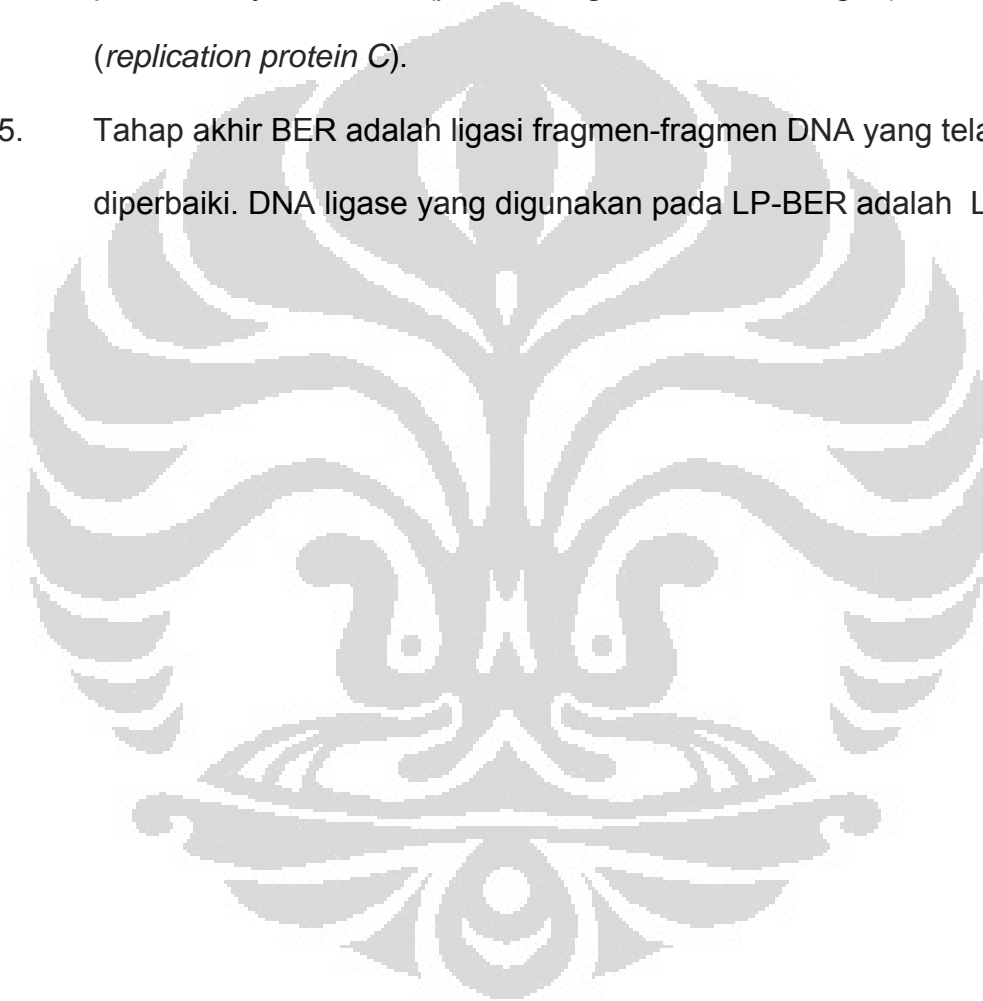 (replication protein C).
5. Tahap akhir BER adalah ligasi fragmen-fragmen DNA yang
diperbaiki. DNA ligase yang digunakan pada LP-BER adalah